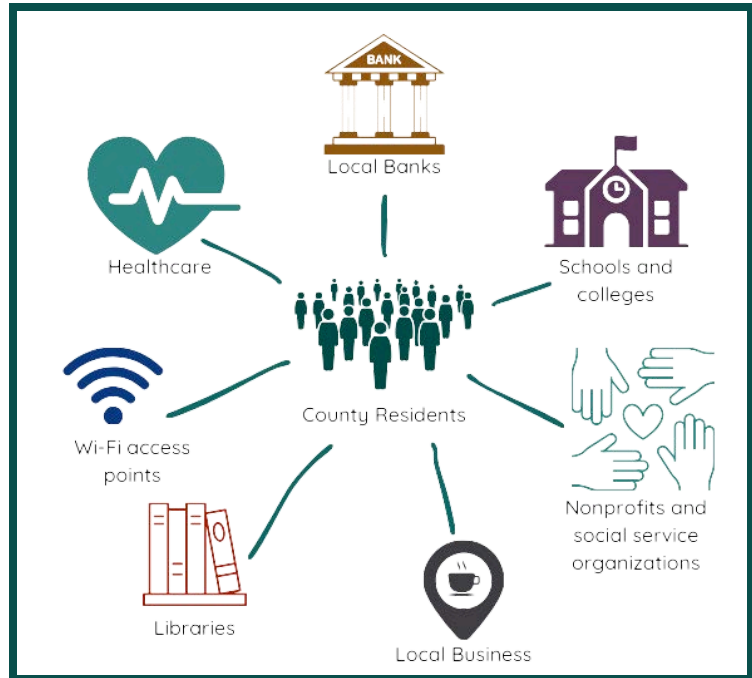 BANK
Local Banks
Healthcare
Schools and
colleges
County Residents
Wi-Fi access
points
Nonprofits and
social service
organizations
Libraries
Local Business